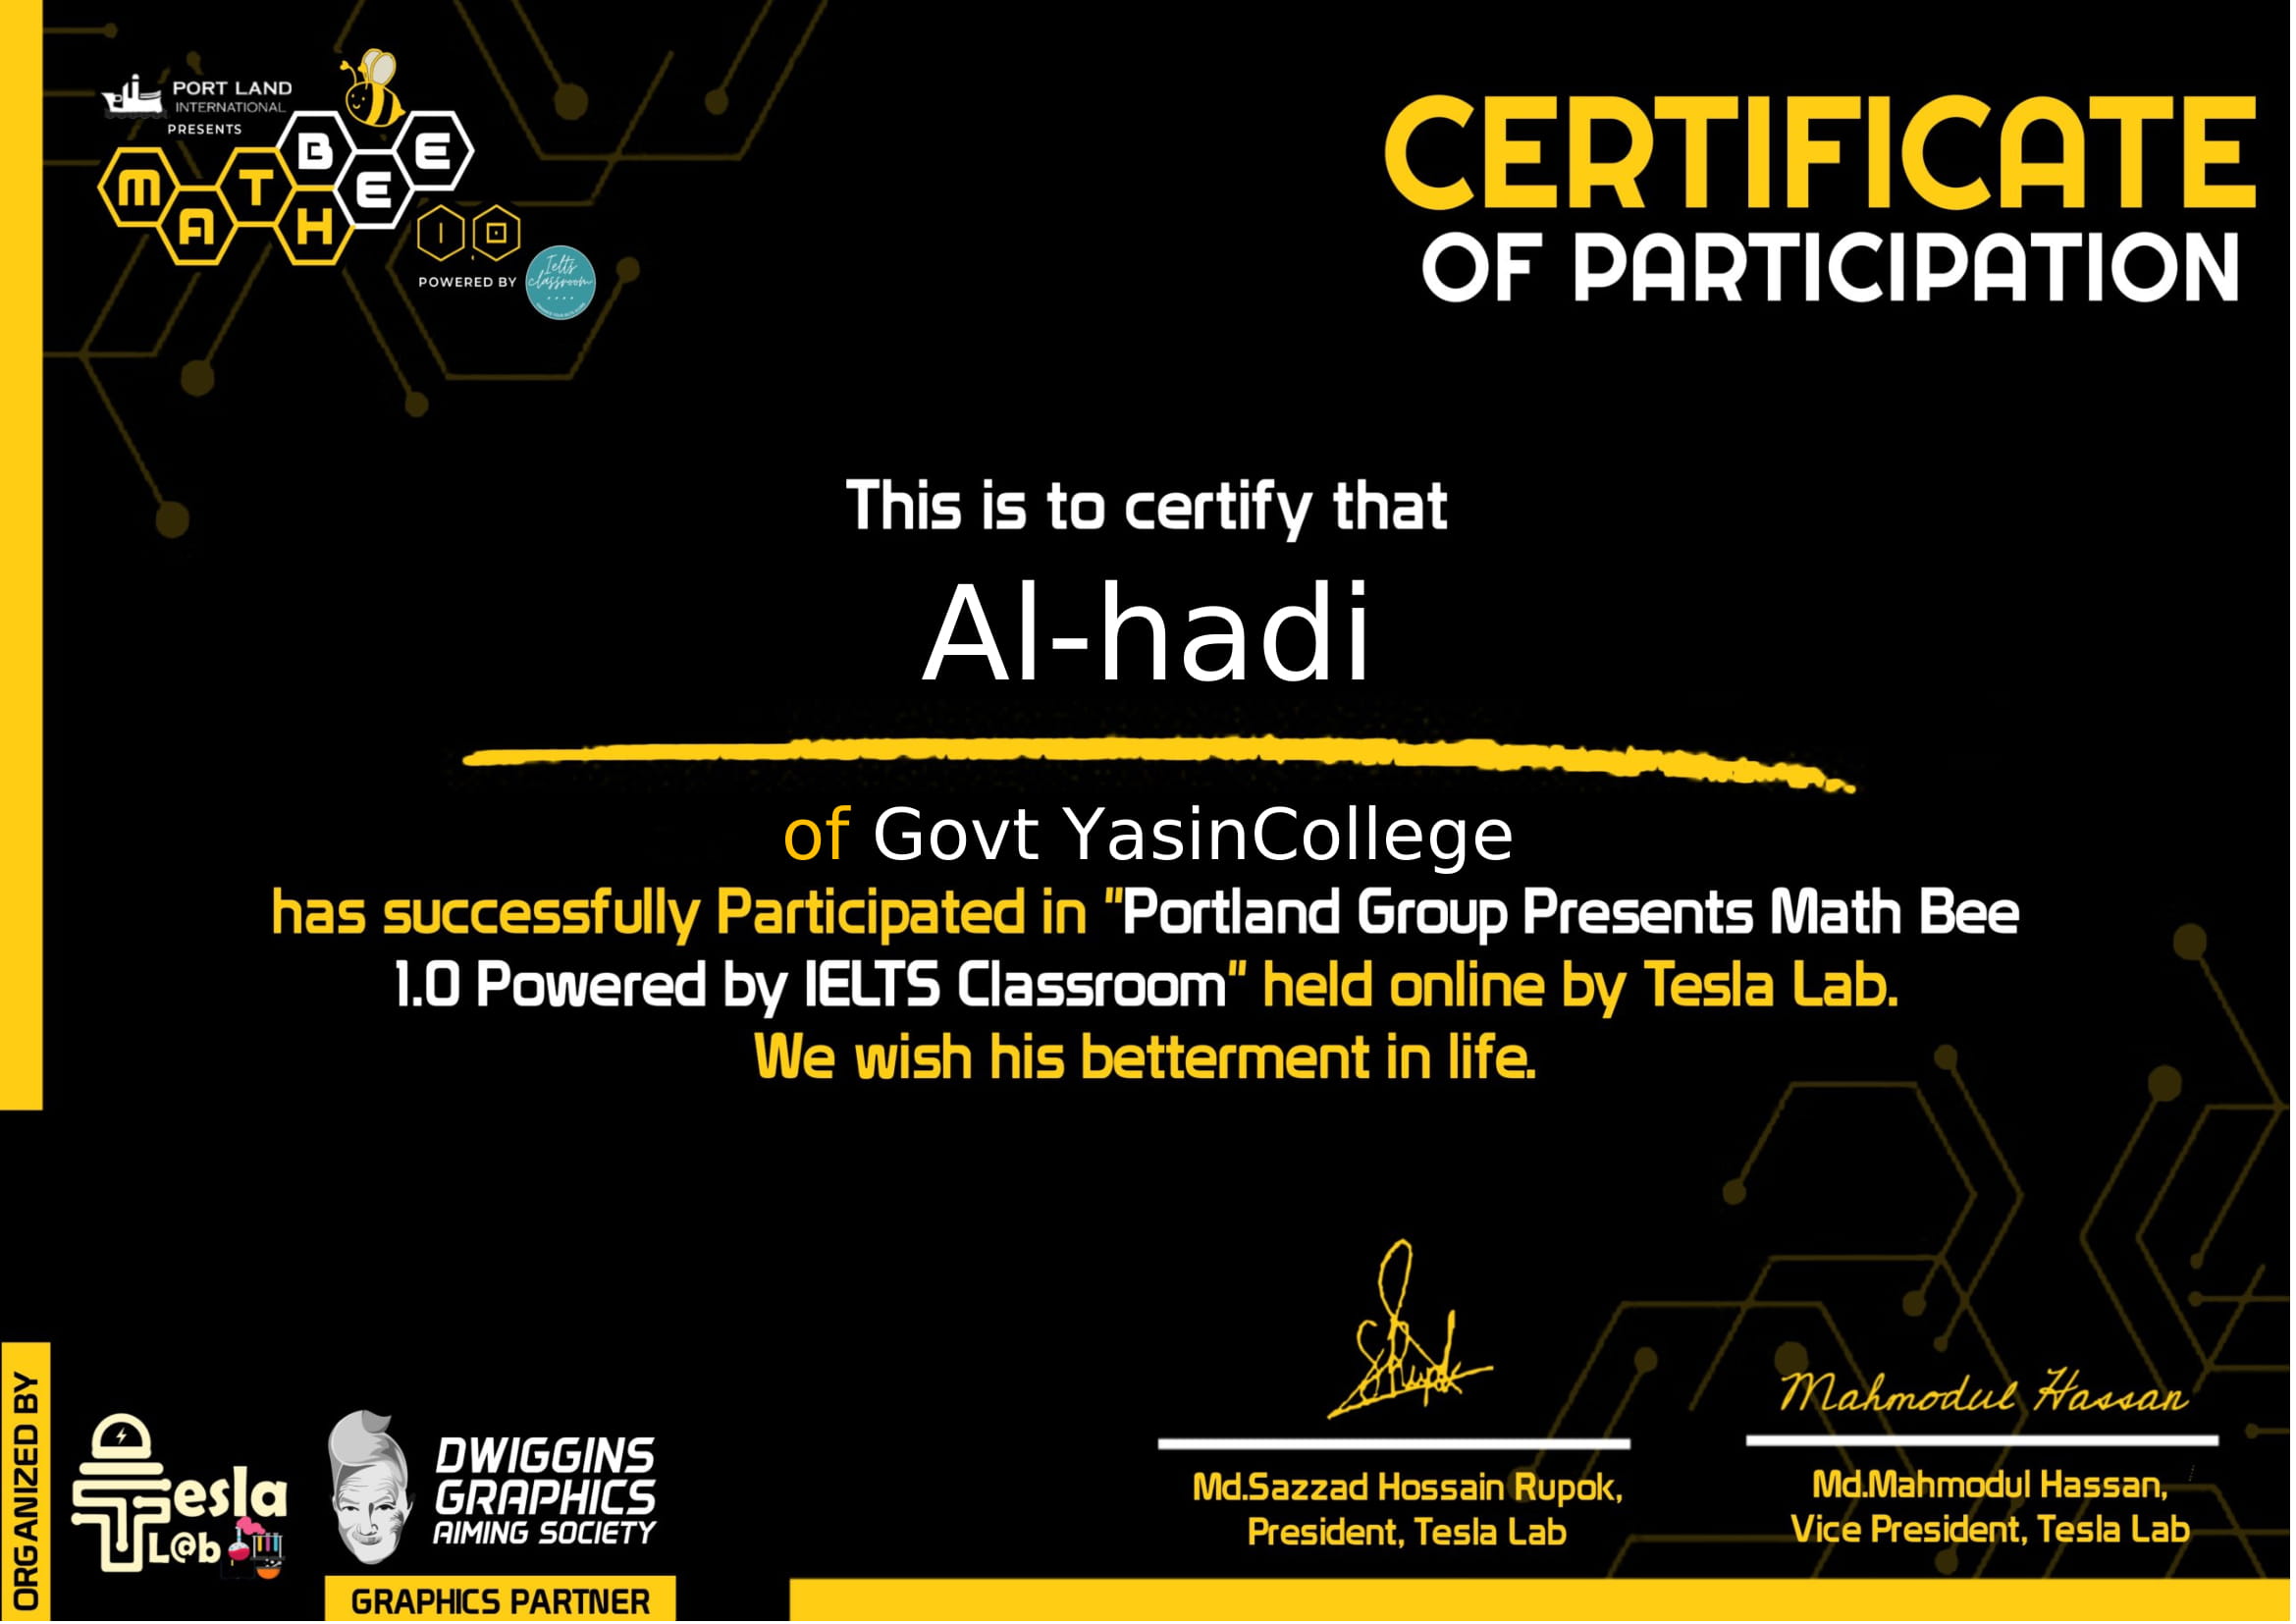 PORT LAND
INTERNATIONAL
PRESENTS
MATH BEE
1.0
POWERED BY
Ielts
classroom
CERTIFICATE
OF PARTICIPATION
This is to certify that
Al-hadi
of Govt YasinCollege
has successfully Participated in "Portland Group Presents Math Bee
1.0 Powered by IELTS Classroom" held online by Tesla Lab.
We wish his betterment in life.
ORGANIZED BY
Tesla
L@b
DWIGGINS
GRAPHICS
AIMING SOCIETY
GRAPHICS PARTNER
SRupok
Md.Sazzad Hossain Rupok,
President, Tesla Lab
Mahmodul Hassan
Md.Mahmodul Hassan,
Vice President, Tesla Lab